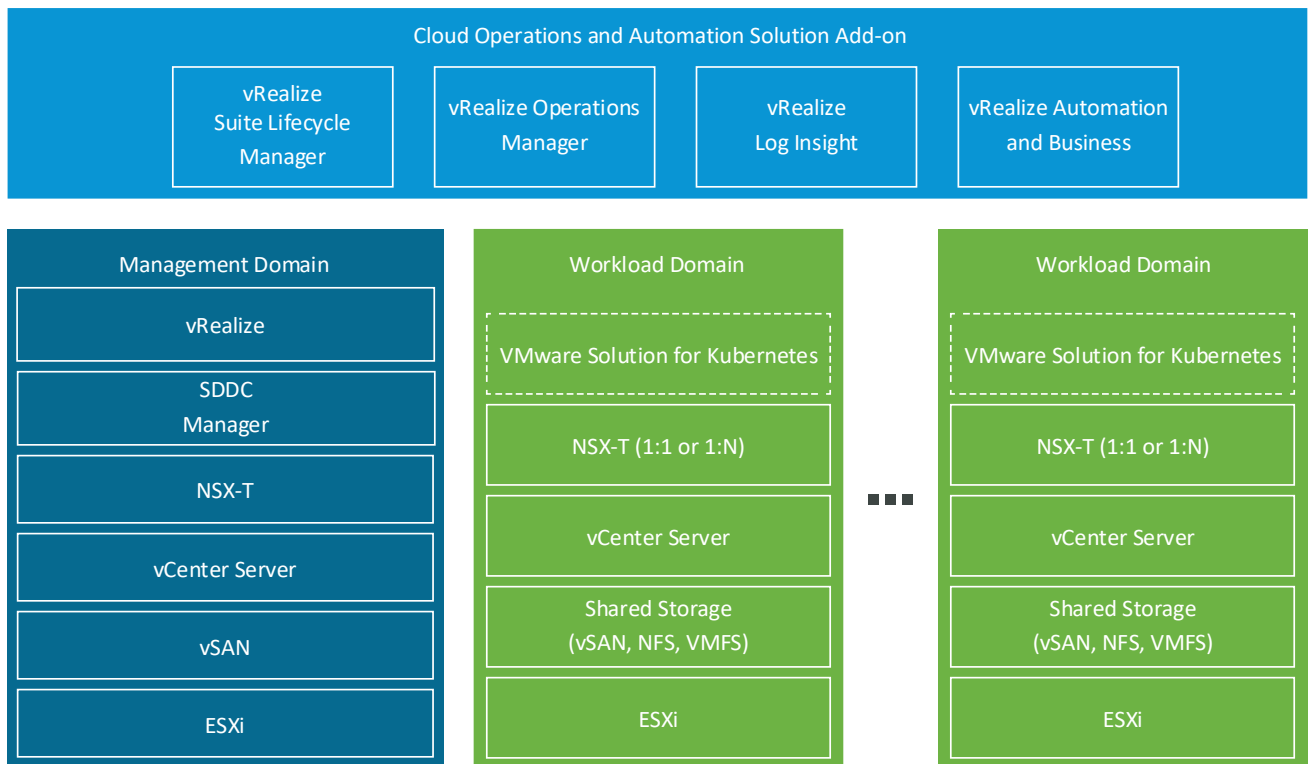 Cloud Operations and Automation Solution Add-on
vRealize
Suite Lifecycle
Manager
vRealize Operations
Manager
vRealize
Log Insight
vRealize Automation
and Business
Management Domain
vRealize
SDDC
Manager
NSX-T
vCenter Server
vSAN
ESXi
Workload Domain
VMware Solution for Kubernetes
NSX-T (1:1 or 1:N)
vCenter Server
Shared Storage
(vSAN, NFS, VMFS)
ESXi
Workload Domain
VMware Solution for Kubernetes
NSX-T (1:1 or 1:N)
vCenter Server
Shared Storage
(vSAN, NFS, VMFS)
ESXi